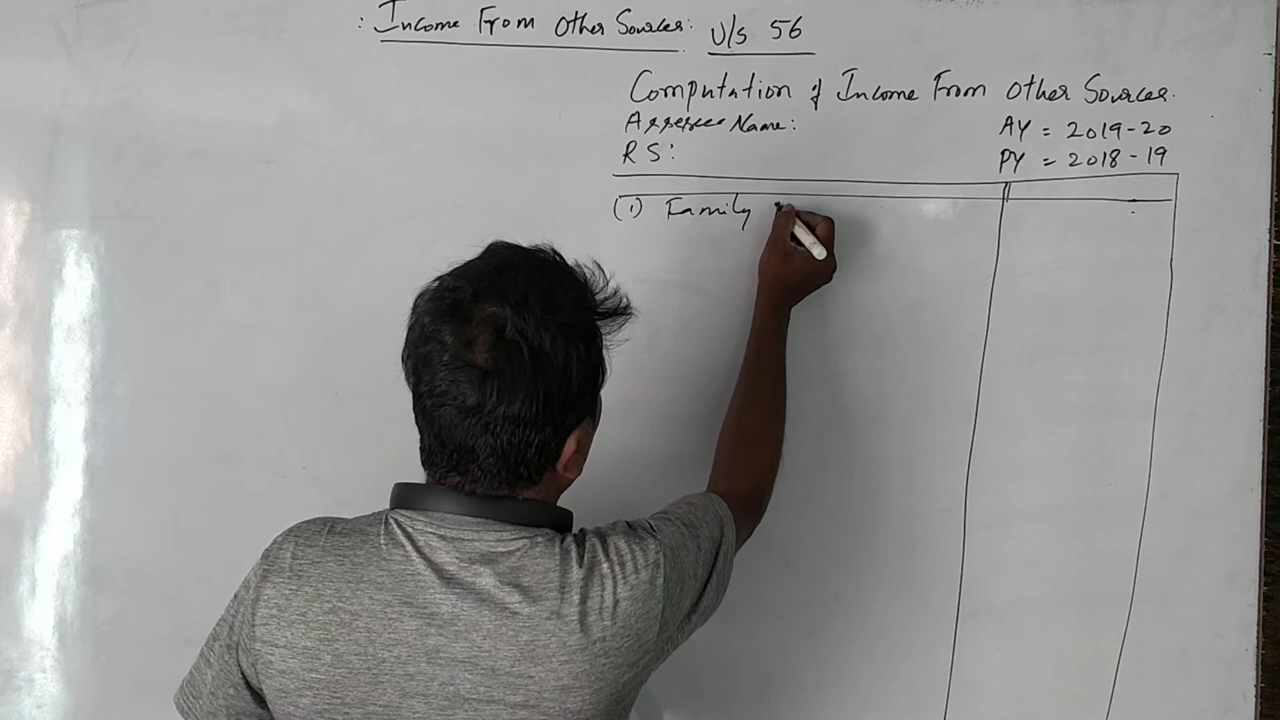 : Income From Other Sources: U/S 56
Computation of Income From Other Sources.
Assessee Name:
AY = 2019-20
RS:
PY = 2018-19
(1) Family